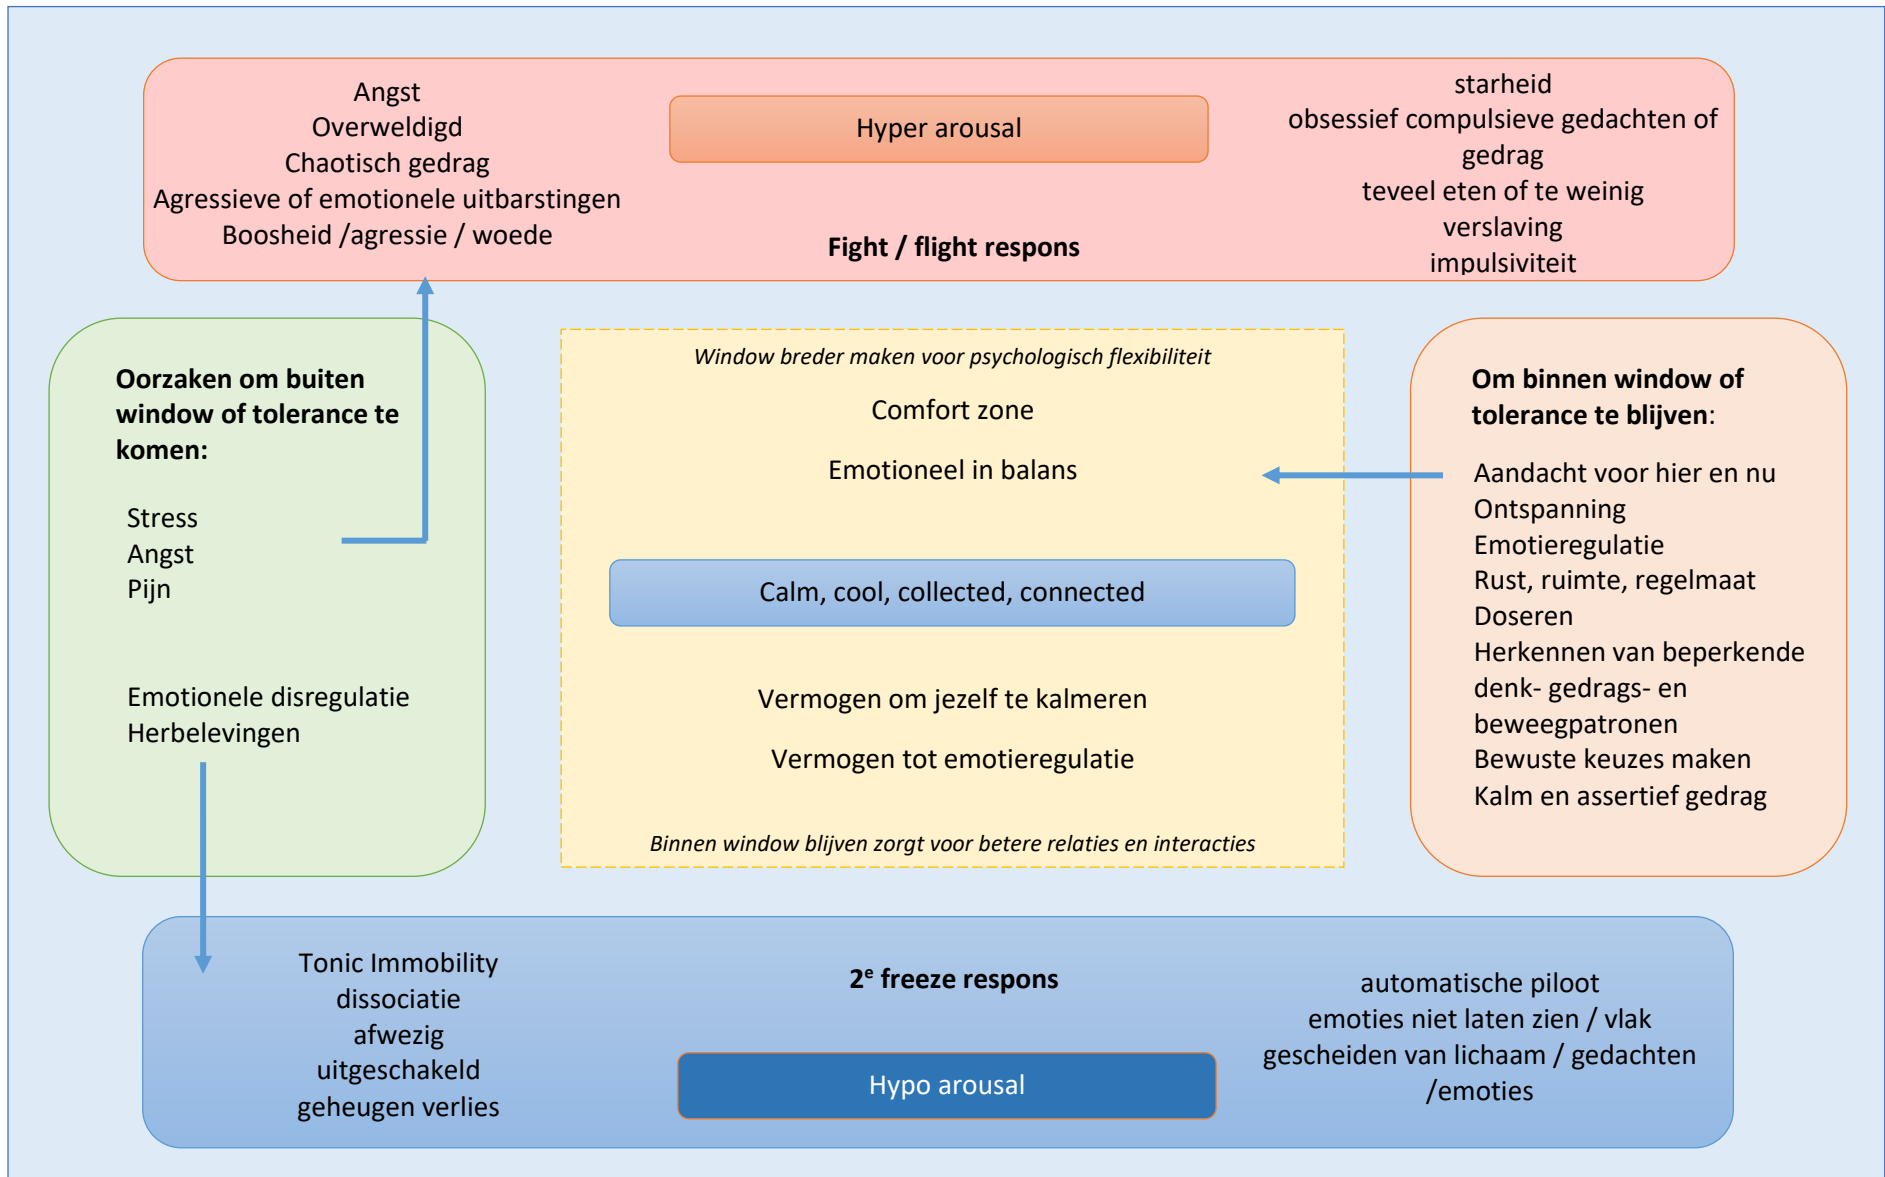 Angst
Overweldigd
Chaotisch gedrag
Agressieve of emotionele uitbarstingen
Boosheid /agressie / woede
Hyper arousal
Fight / flight respons
starheid
obsessief compulsieve gedachten of
gedrag
teveel eten of te weinig
verslaving
impulsiviteit
Oorzaken om buiten
window of tolerance te
komen:
Stress
Angst
Pijn
Emotionele disregulatie
Herbelevingen
Window breder maken voor psychologisch flexibiliteit
Comfort zone
Emotioneel in balans
Calm, cool, collected, connected
Vermogen om jezelf te kalmeren
Vermogen tot emotieregulatie
Binnen window blijven zorgt voor betere relaties en interacties
Om binnen window of
tolerance te blijven:
Aandacht voor hier en nu
Ontspanning
Emotieregulatie
Rust, ruimte, regelmaat
Doseren
Herkennen van beperkende
denk- gedrags- en
beweegpatronen
Bewuste keuzes maken
Kalm en assertief gedrag
Tonic Immobility
dissociatie
afwezig
uitgeschakeld
geheugen verlies
2e freeze respons
Hypo arousal
automatische piloot
emoties niet laten zien / vlak
gescheiden van lichaam / gedachten
/emoties